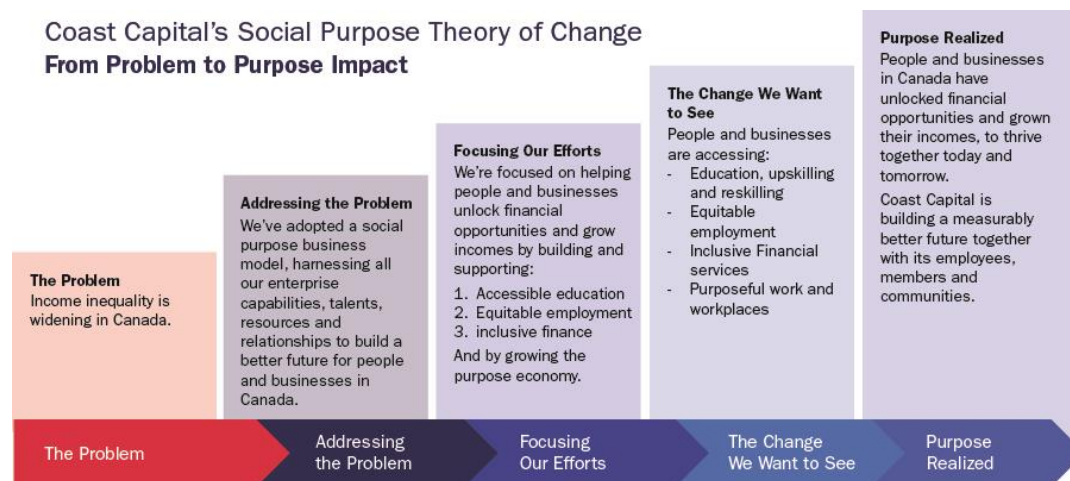 Coast Capital's Social Purpose Theory of Change
From Problem to Purpose Impact
The Problem
Income inequality is
widening in Canada.
Addressing the Problem
We've adopted a social
purpose business
model, harnessing all
our enterprise
capabilities, talents,
resources and
relationships to build a
better future for people
and businesses in
Canada.
Focusing Our Efforts
We're focused on helping
people and businesses
unlock financial
opportunities and grow
incomes by building and
supporting:
1. Accessible education
2. Equitable employment
3. inclusive finance
And by growing the
purpose economy.
The Change We Want
to See
People and businesses
are accessing:
- Education, upskilling
and reskilling
- Equitable
employment
- Inclusive Financial
services
- Purposeful work and
workplaces
Purpose Realized
People and businesses
in Canada have
unlocked financial
opportunities and grown
their incomes, to thrive
together today and
tomorrow.
Coast Capital is
building a measurably
better future together
with its employees,
members and
communities.
The Problem
Addressing
the Problem
Focusing
Our Efforts
The Change
We Want to See
Purpose
Realized